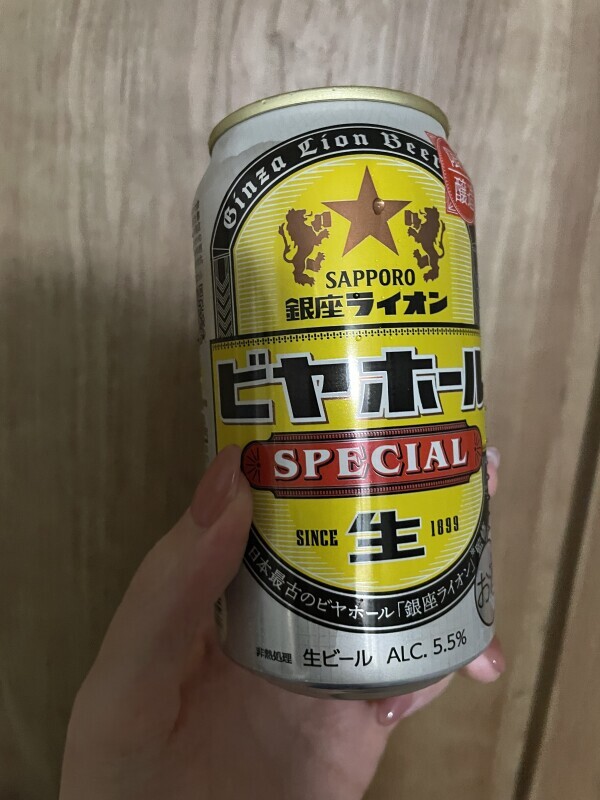 Ginza Lion Beer
SAPPORO
銀座ライオン
ビヤホール
SPECIAL
SINCE 生 1899
日本最古のビヤホール「銀座ライオン」
非熱処理 生ビール ALC. 5.5%